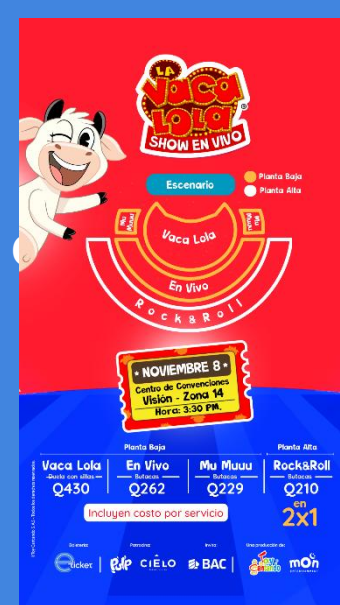 LA
VaCa
LOLa®
SHOW EN VIVO
Escenario
Planta Baja
Planta Alta
Mu Muuu
Vaca Lola
Mu Muuu
En Vivo
Rock & Roll
NOVIEMBRE 8
Centro de Convenciones
Visión - Zona 14
Hora: 3:30 PM.
Planta Baja
Planta Alta
Vaca Lola
En Vivo
Mu Muuu
Rock&Roll
Duela con sillas
Butacas
Butacas
Butacas
Q430
Q262
Q229
Q210
en
2x1
Incluyen costo por servicio
Patrocina:
Invita:
Una producción de:
eticket
Pulp
CIELO
BAC
mOn